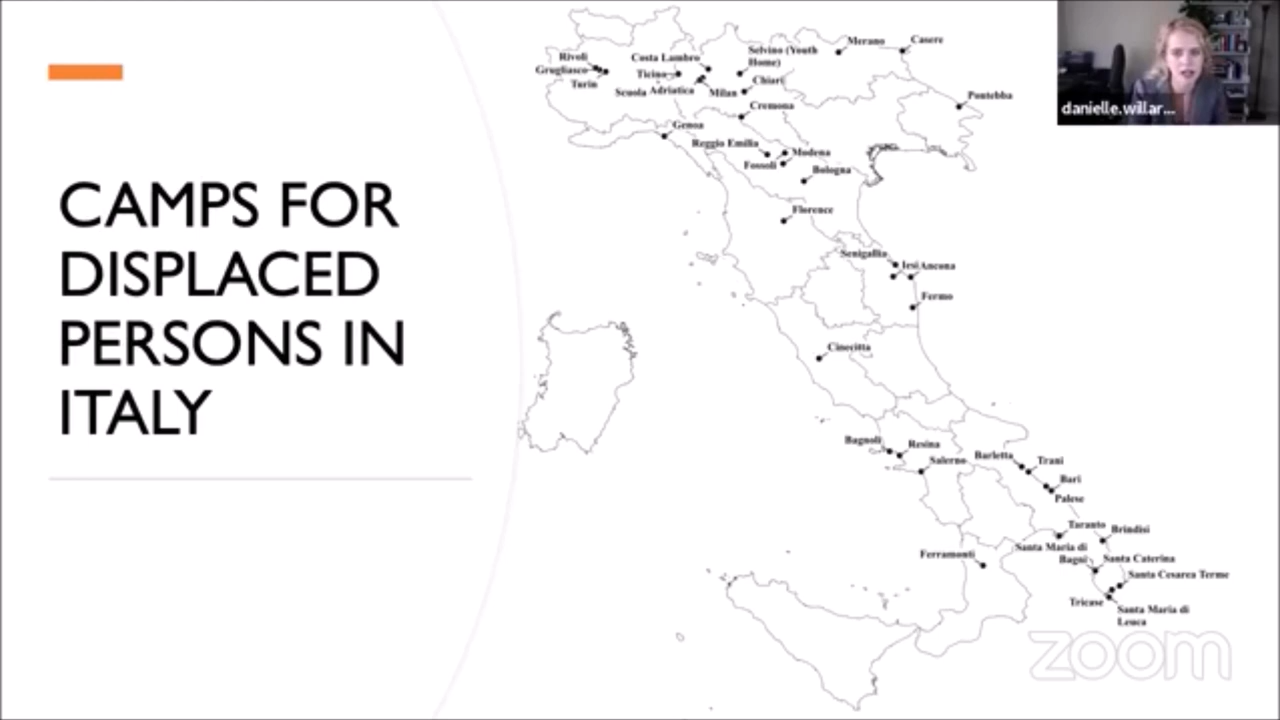 CAMPS FOR
DISPLACED
PERSONS IN
ITALY
Rivoli
Grugliasco
Turin
Costa Lambro
Ticino
Scuola Adriatica
Milan
Selvino (Youth
Home)
Chiari
Cremona
Merano
Casere
Pontebba
Genoa
Reggio Emilia
Modena
Fossoli
Bologna
Florence
Senigallia
Iesi
Ancona
Fermo
Cinecitta
Bagnoli
Resina
Salerno
Barletta
Trani
Bari
Palese
Taranto
Brindisi
Santa Maria di
Bagni
Santa Caterina
Santa Cesarea Terme
Ferramonti
Tricase
Santa Maria di
Leuca
danielle.willar...
zoom